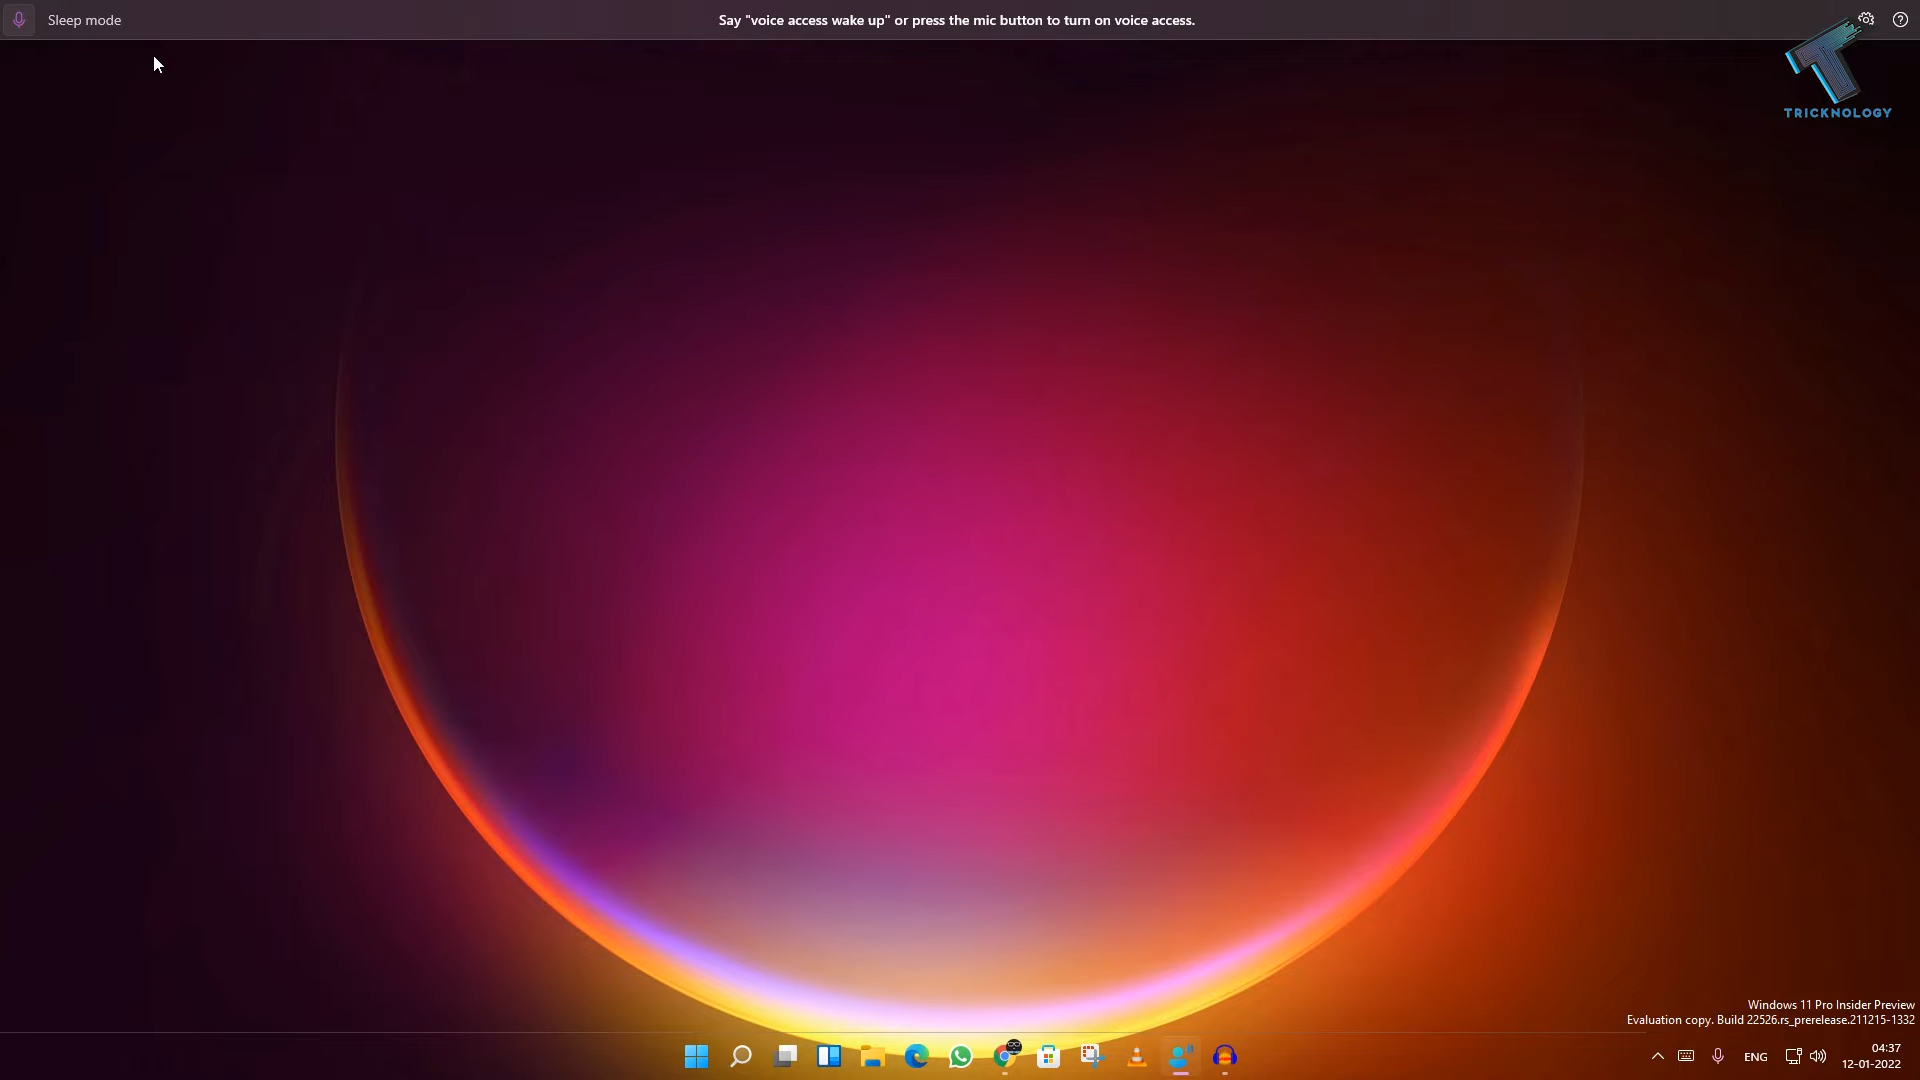 Sleep mode
Say "voice access wake up" or press the mic button to turn on voice access.
TRICKNOLOGY
Windows 11 Pro Insider Preview
Evaluation copy. Build 22526.rs_prerelease.211215-1332
ENG
04:37
12-01-2022